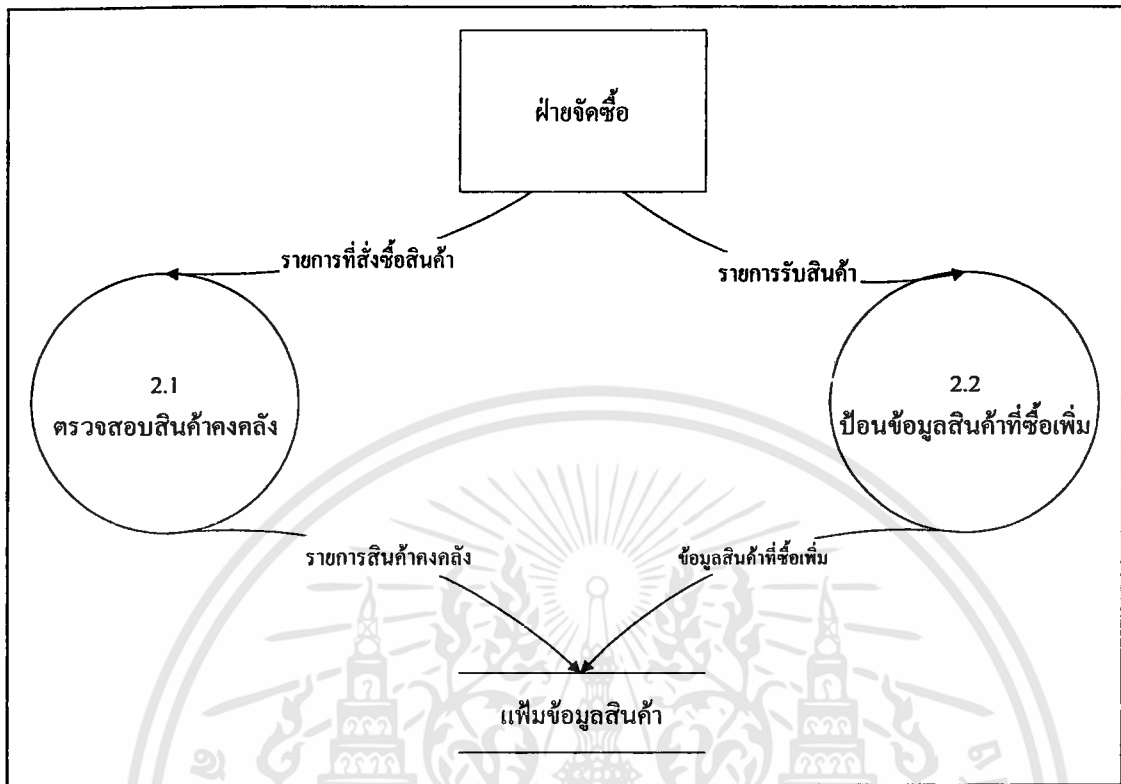 ฝ่ายจัดซื้อ
รายการที่สั่งซื้อสินค้า
รายการรับสินค้า
2.1
ตรวจสอบสินค้าคงคลัง
2.2
ป้อนข้อมูลสินค้าที่ซื้อเพิ่ม
รายการสินค้าคงคลัง
ข้อมูลสินค้าที่ซื้อเพิ่ม
แฟ้มข้อมูลสินค้า